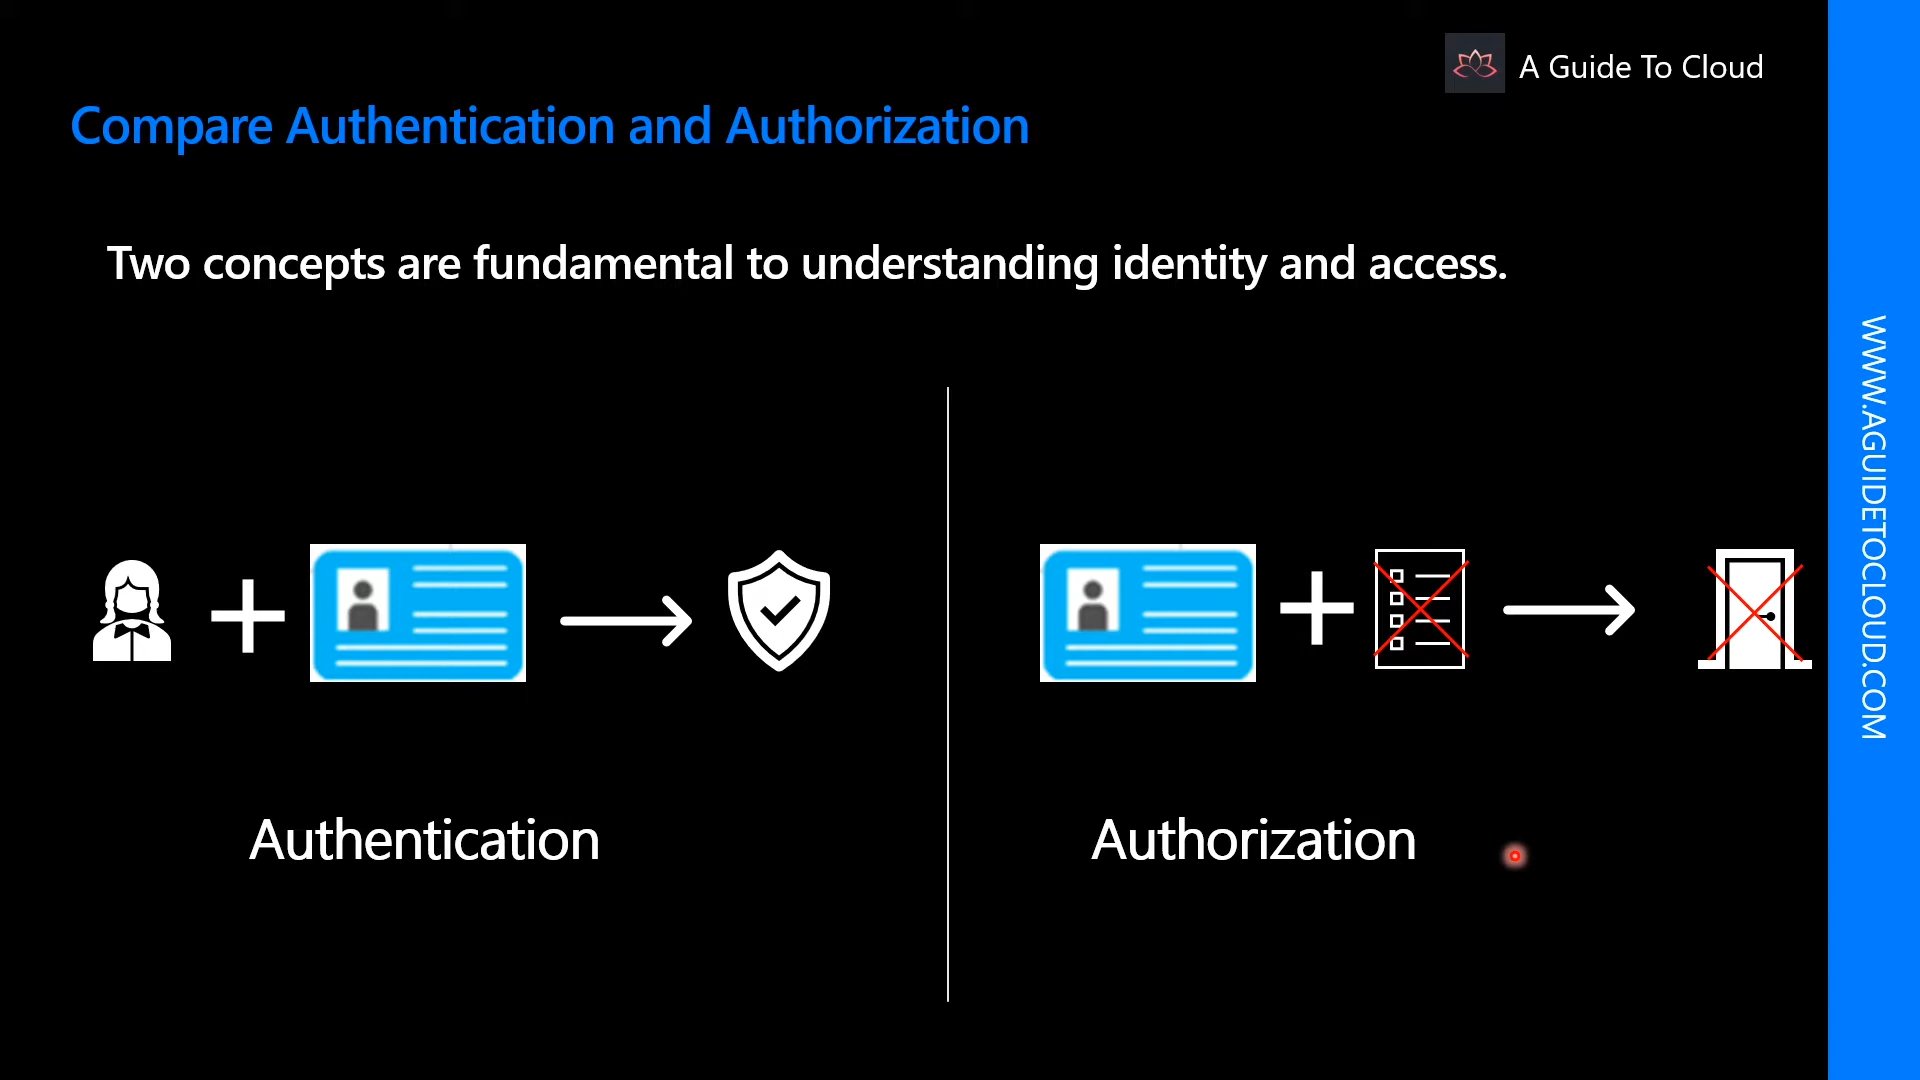 A Guide To Cloud
Compare Authentication and Authorization
Two concepts are fundamental to understanding identity and access.
Authentication
Authorization
WWW.AGUIDETOCLOUD.COM